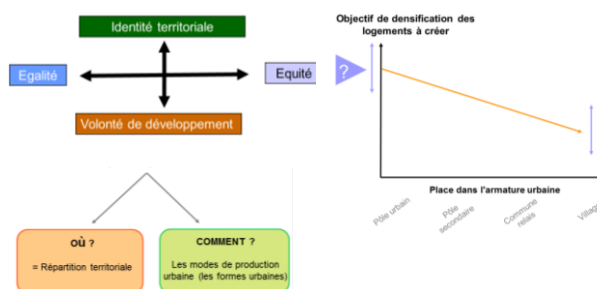 Identité territoriale
Egalité
Equité
Volonté de développement
OÙ ?
= Répartition territoriale
COMMENT ?
Les modes de production
urbaine (les formes urbaines)
Objectif de densification des
logements à créer
?
Place dans l'armature urbaine
Pôle urbain
Pôle
secondaire
Commune
relais